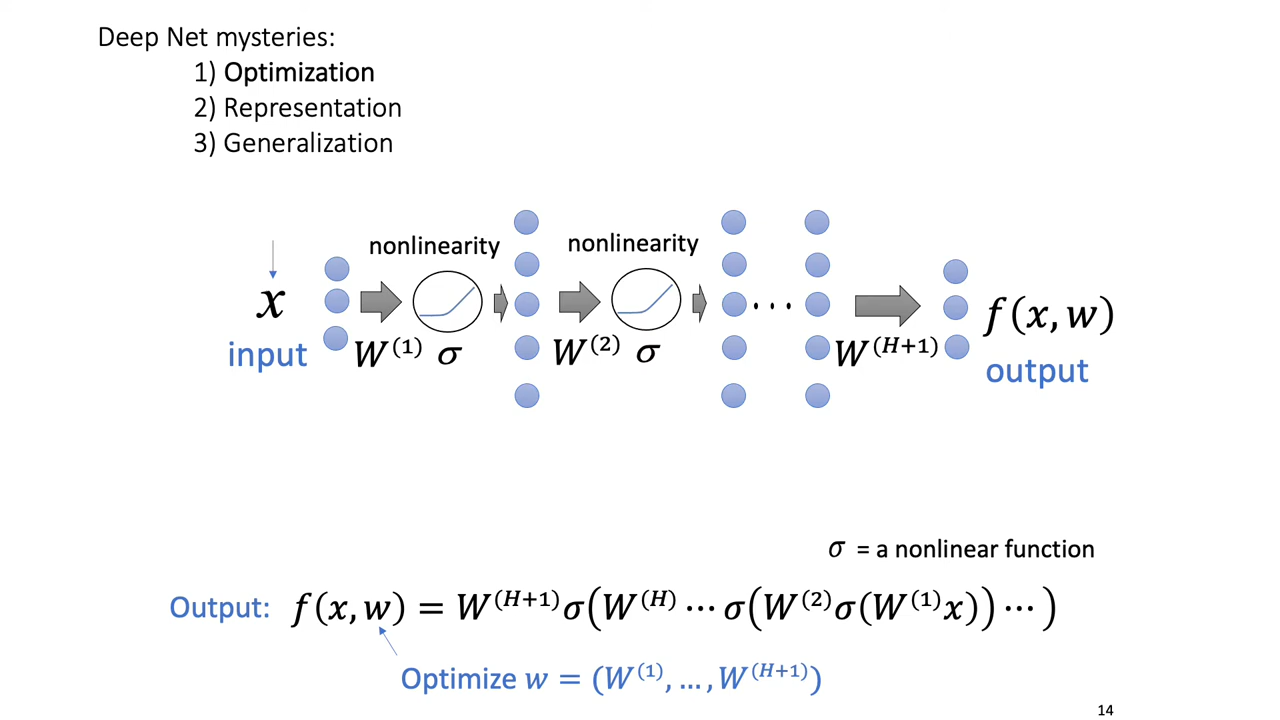 Deep Net mysteries:
1) Optimization
2) Representation
3) Generalization
nonlinearity
nonlinearity
x
input
W⁽¹⁾ σ
W⁽²⁾ σ
···
W⁽ᴴ⁺¹⁾
f(x, w)
output
σ = a nonlinear function
Output: f(x, w) = W⁽ᴴ⁺¹⁾σ(W⁽ᴴ⁾ ··· σ(W⁽²⁾σ(W⁽¹⁾x)) ··· )
Optimize w = (W⁽¹⁾, … , W⁽ᴴ⁺¹⁾)
14